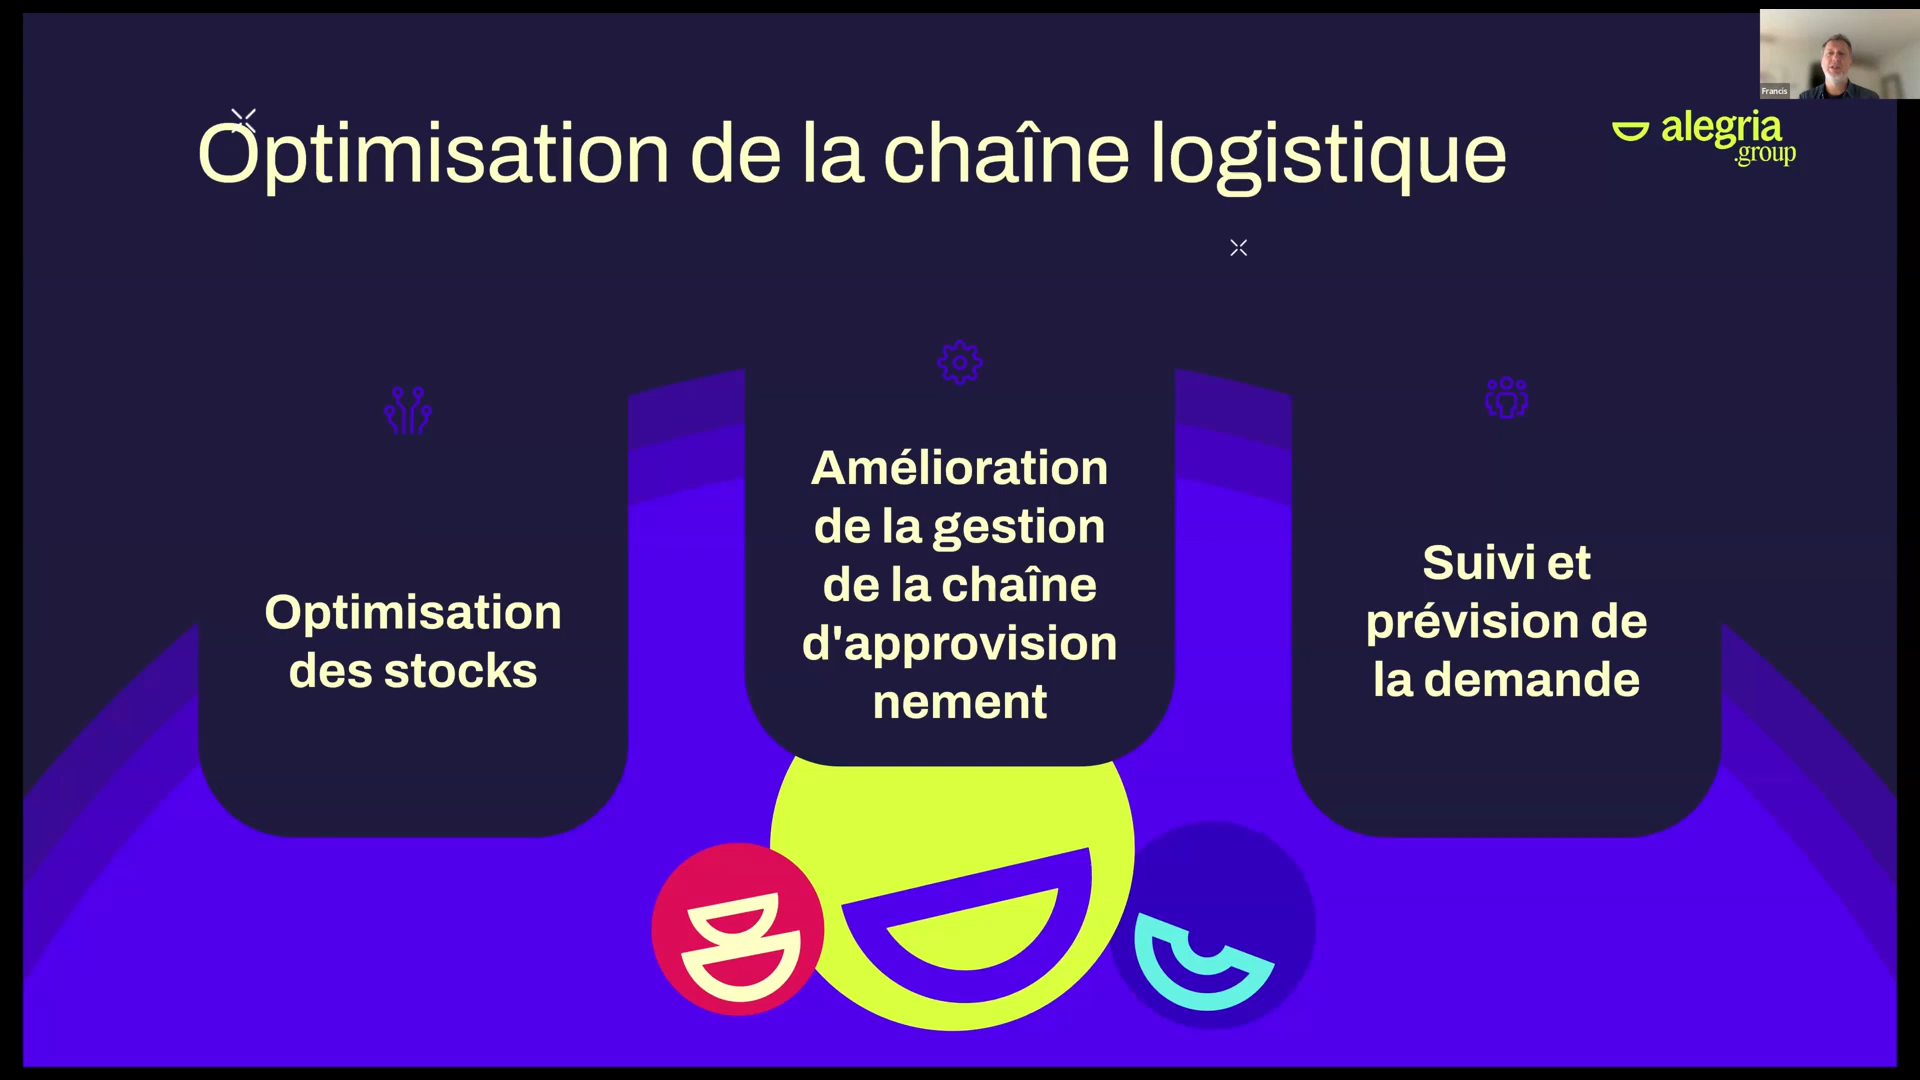 Francis
Optimisation de la chaîne logistique
alegria
.group
Optimisation
des stocks
Amélioration
de la gestion
de la chaîne
d'approvision
nement
Suivi et
prévision de
la demande